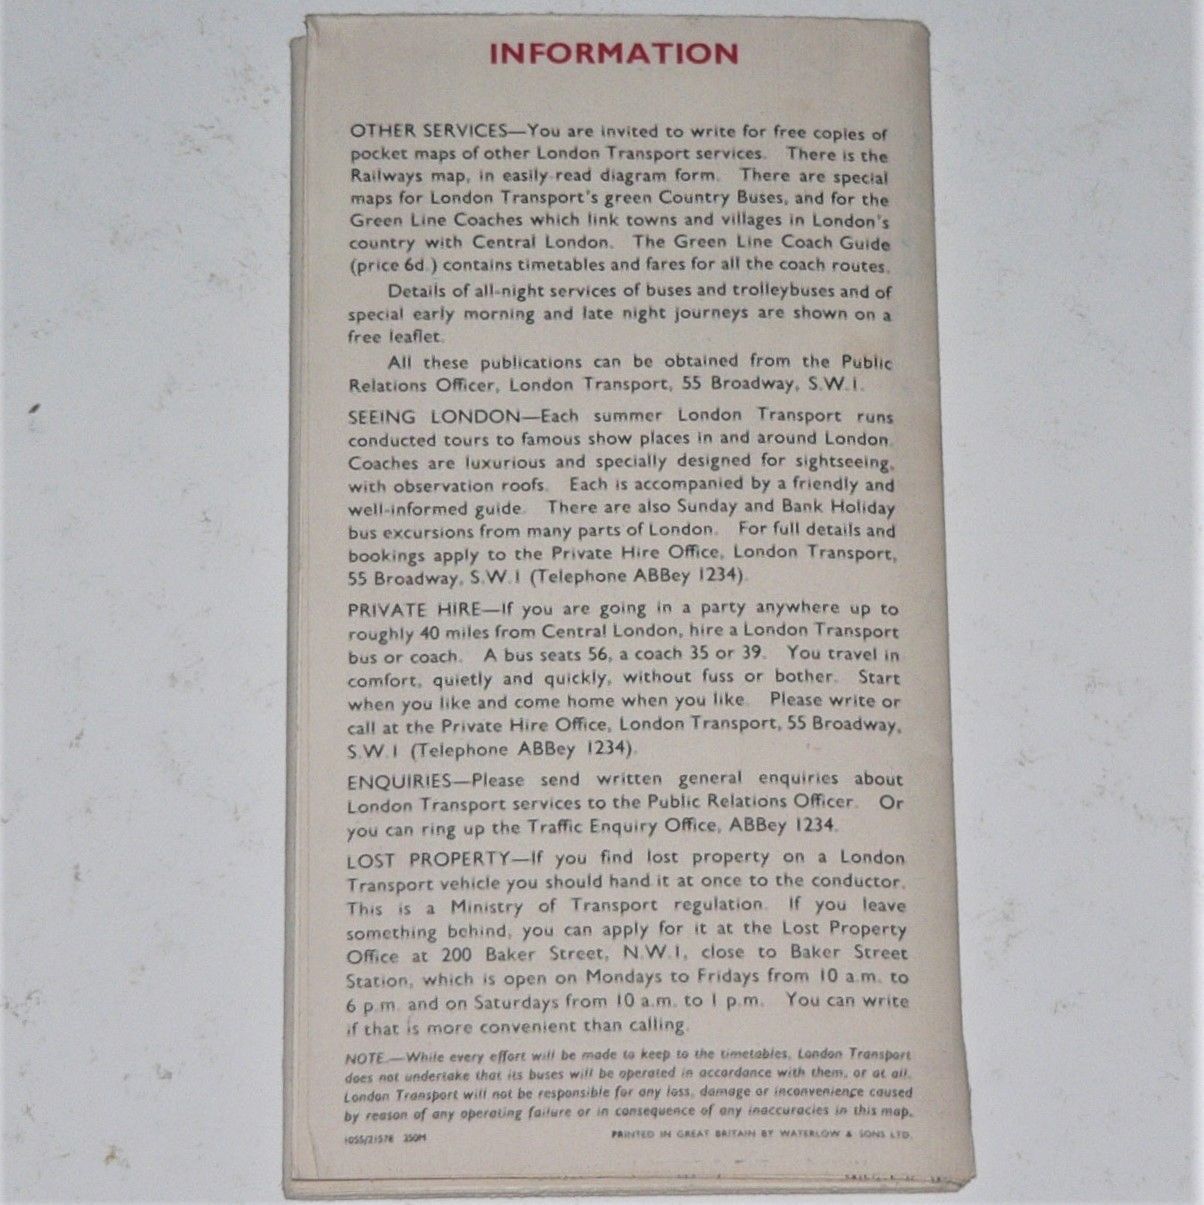 INFORMATION
OTHER SERVICES—You are invited to write for free copies of
pocket maps of other London Transport services. There is the
Railways map, in easily read diagram form. There are special
maps for London Transport's green Country Buses, and for the
Green Line Coaches which link towns and villages in London's
country with Central London. The Green Line Coach Guide
(price 6d.) contains timetables and fares for all the coach routes.
Details of all-night services of buses and trolleybuses and of
special early morning and late night journeys are shown on a
free leaflet.
All these publications can be obtained from the Public
Relations Officer, London Transport, 55 Broadway, S.W.1.
SEEING LONDON—Each summer London Transport runs
conducted tours to famous show places in and around London.
Coaches are luxurious and specially designed for sightseeing,
with observation roofs. Each is accompanied by a friendly and
well-informed guide. There are also Sunday and Bank Holiday
bus excursions from many parts of London. For full details and
bookings apply to the Private Hire Office, London Transport,
55 Broadway, S.W.1 (Telephone ABBey 1234).
PRIVATE HIRE—If you are going in a party anywhere up to
roughly 40 miles from Central London, hire a London Transport
bus or coach. A bus seats 56, a coach 35 or 39. You travel in
comfort, quietly and quickly, without fuss or bother. Start
when you like and come home when you like. Please write or
call at the Private Hire Office, London Transport, 55 Broadway,
S.W.1 (Telephone ABBey 1234).
ENQUIRIES—Please send written general enquiries about
London Transport services to the Public Relations Officer. Or
you can ring up the Traffic Enquiry Office, ABBey 1234.
LOST PROPERTY—If you find lost property on a London
Transport vehicle you should hand it at once to the conductor.
This is a Ministry of Transport regulation. If you leave
something behind, you can apply for it at the Lost Property
Office at 200 Baker Street, N.W.1, close to Baker Street
Station, which is open on Mondays to Fridays from 10 a.m. to
6 p.m. and on Saturdays from 10 a.m. to 1 p.m. You can write
if that is more convenient than calling.
NOTE.—While every effort will be made to keep to the timetables, London Transport
does not undertake that its buses will be operated in accordance with them, or at all.
London Transport will not be responsible for any loss, damage or inconvenience caused
by reason of any operating failure or in consequence of any inaccuracies in this map.
1055/2157E 250M PRINTED IN GREAT BRITAIN BY WATERLOW & SONS LTD.